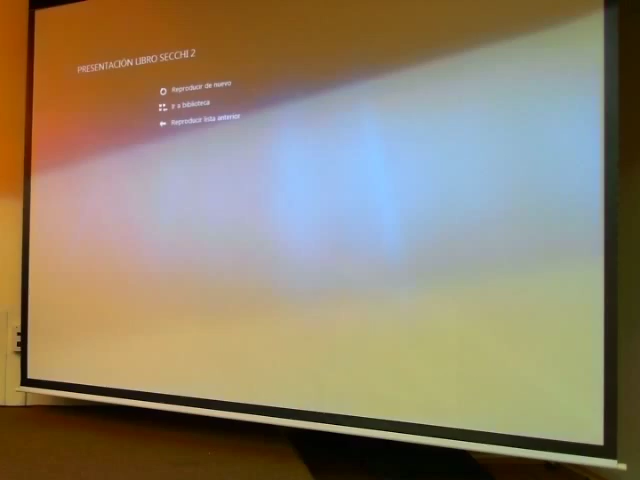 PRESENTACIÓN LIBRO SECCHI 2
Reproducir de nuevo
Ir a biblioteca
Reproducir lista anterior